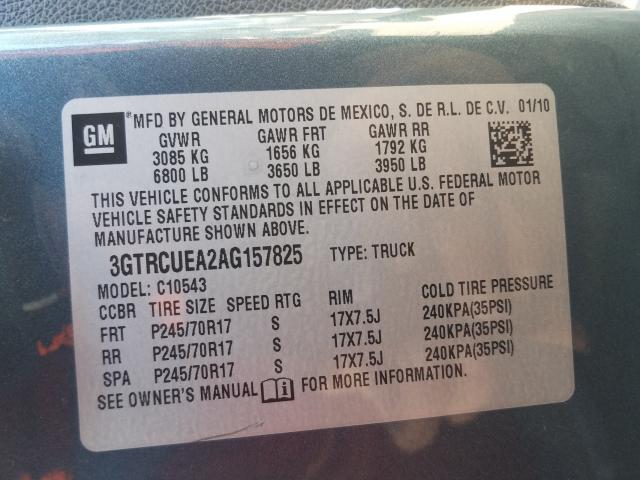 GM ® MFD BY GENERAL MOTORS DE MEXICO, S. DE R.L. DE C.V. 01/10
GVWR GAWR FRT GAWR RR
3085 KG 1656 KG 1792 KG
6800 LB 3650 LB 3950 LB
THIS VEHICLE CONFORMS TO ALL APPLICABLE U.S. FEDERAL MOTOR
VEHICLE SAFETY STANDARDS IN EFFECT ON THE DATE OF
MANUFACTURE SHOWN ABOVE.
3GTRCUEA2AG157825 TYPE: TRUCK
MODEL: C10543
CCBR TIRE SIZE SPEED RTG RIM COLD TIRE PRESSURE
FRT P245/70R17 S 17X7.5J 240KPA(35PSI)
RR P245/70R17 S 17X7.5J 240KPA(35PSI)
SPA P245/70R17 S 17X7.5J 240KPA(35PSI)
SEE OWNER'S MANUAL i FOR MORE INFORMATION.